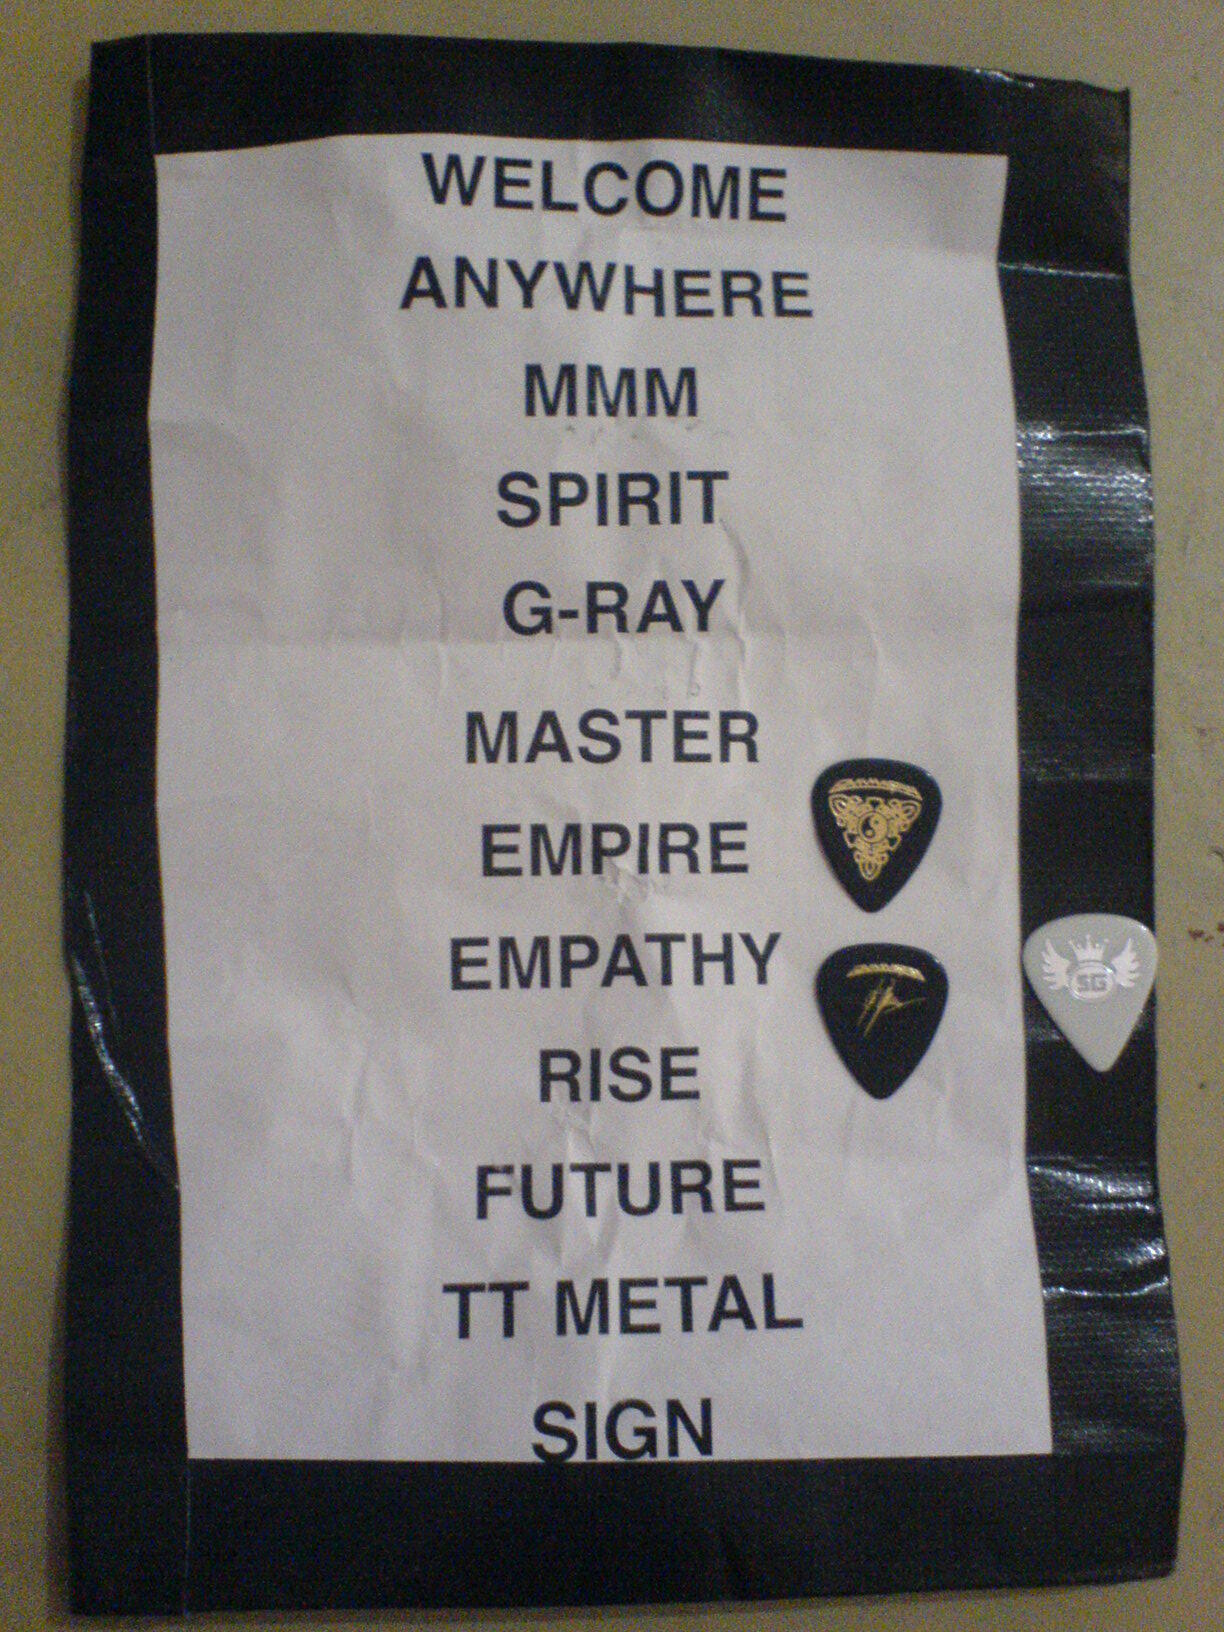 WELCOME
ANYWHERE
MMM
SPIRIT
G-RAY
MASTER
EMPIRE
EMPATHY
RISE
FUTURE
TT METAL
SIGN
SG